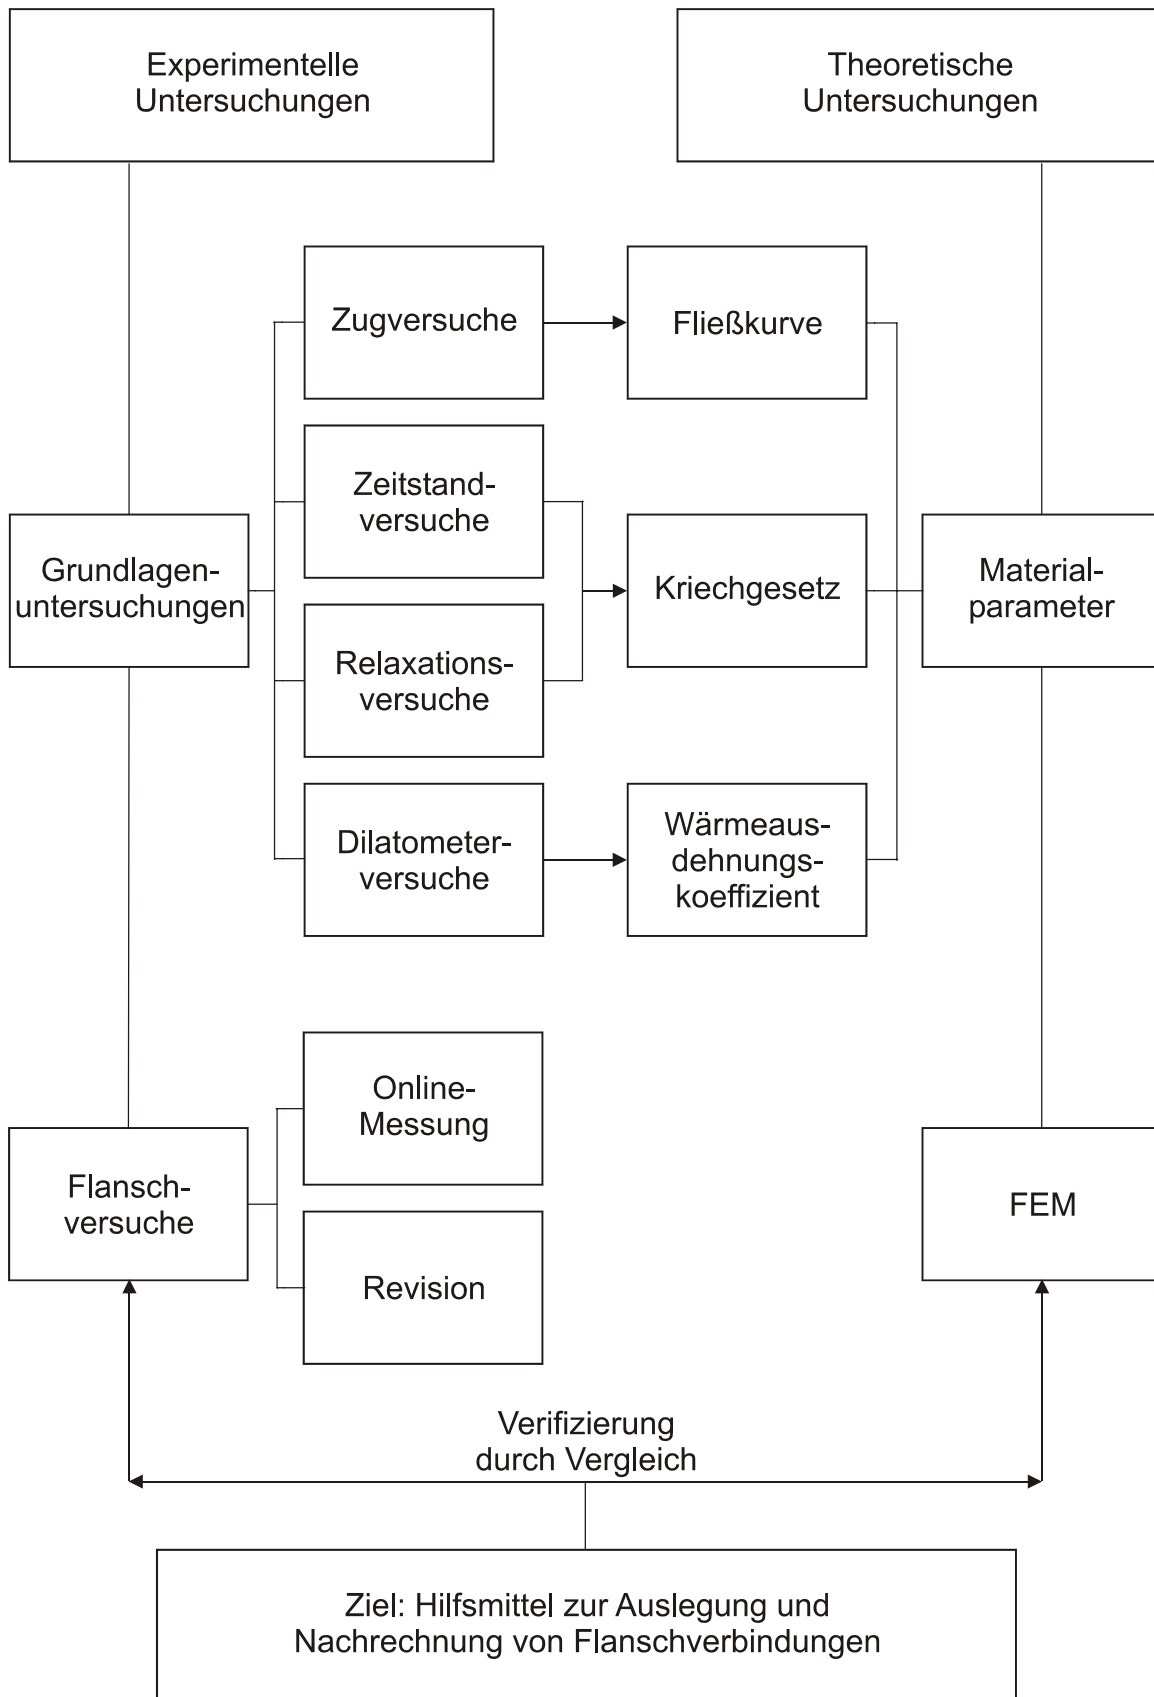 Experimentelle
Untersuchungen
Theoretische
Untersuchungen
Zugversuche
Fließkurve
Zeitstand-
versuche
Grundlagen-
untersuchungen
Kriechgesetz
Material-
parameter
Relaxations-
versuche
Dilatometer-
versuche
Wärmeaus-
dehnungs-
koeffizient
Online-
Messung
Flansch-
versuche
FEM
Revision
Verifizierung
durch Vergleich
Ziel: Hilfsmittel zur Auslegung und
Nachrechnung von Flanschverbindungen